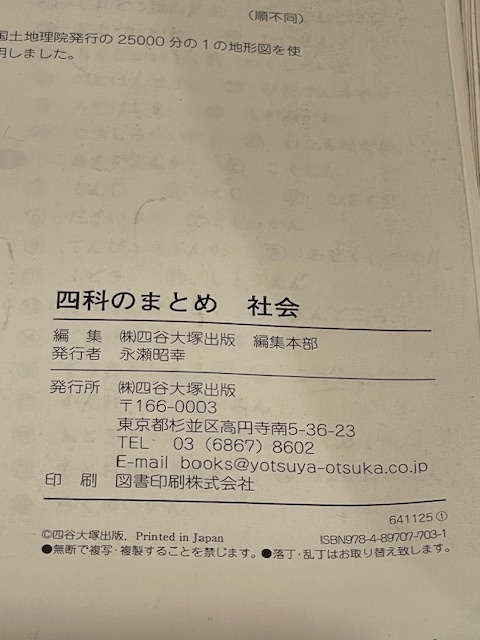 (順不同)
国土地理院発行の25000分の1の地形図を使
用しました。
四科のまとめ 社会
編 集 ㈱四谷大塚出版 編集本部
発行者 永瀬昭幸
発行所 ㈱四谷大塚出版
〒166-0003
東京都杉並区高円寺南5-36-23
TEL 03 (6867) 8602
E-mail books@yotsuya-otsuka.co.jp
印 刷 図書印刷株式会社
641125①
©四谷大塚出版, Printed in Japan ISBN978-4-89707-703-1
●無断で複写・複製することを禁じます。●落丁・乱丁はお取り替え致します。